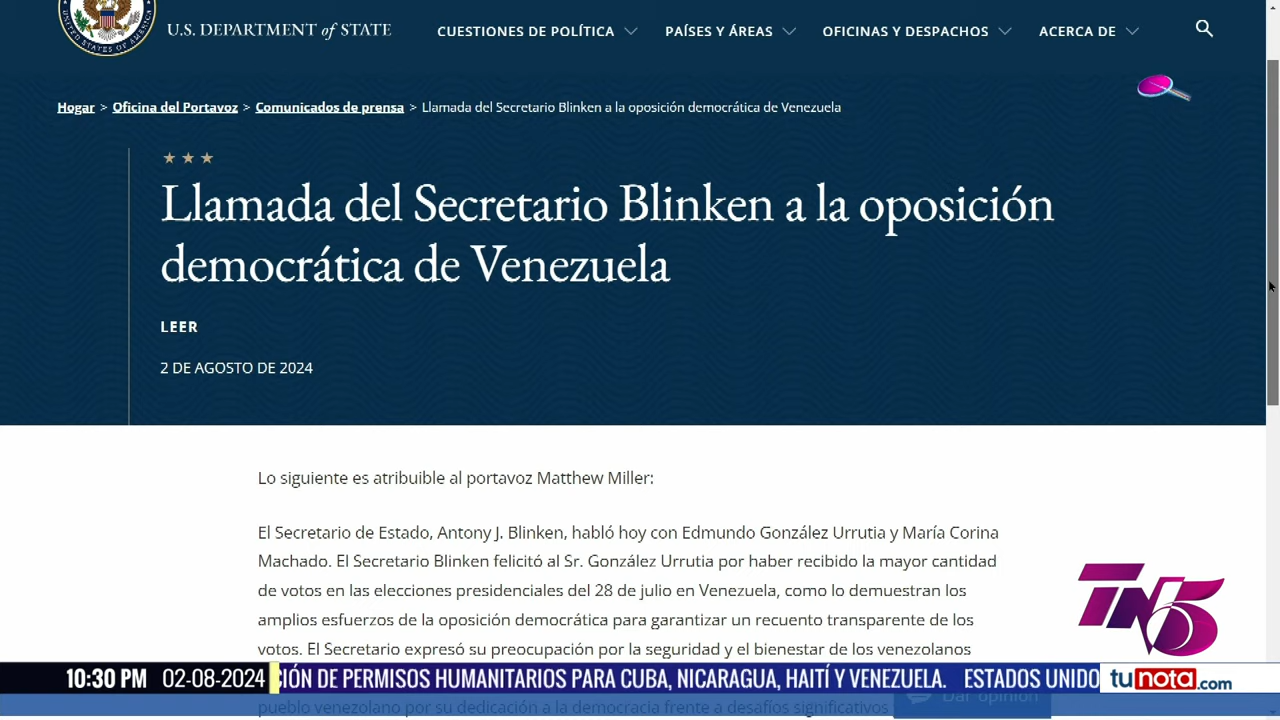 U.S. DEPARTMENT of STATE
CUESTIONES DE POLÍTICA
PAÍSES Y ÁREAS
OFICINAS Y DESPACHOS
ACERCA DE
Hogar > Oficina del Portavoz > Comunicados de prensa > Llamada del Secretario Blinken a la oposición democrática de Venezuela
Llamada del Secretario Blinken a la oposición
democrática de Venezuela
LEER
2 DE AGOSTO DE 2024
Lo siguiente es atribuible al portavoz Matthew Miller:
El Secretario de Estado, Antony J. Blinken, habló hoy con Edmundo González Urrutia y María Corina
Machado. El Secretario Blinken felicitó al Sr. González Urrutia por haber recibido la mayor cantidad
de votos en las elecciones presidenciales del 28 de julio en Venezuela, como lo demuestran los
amplios esfuerzos de la oposición democrática para garantizar un recuento transparente de los
votos. El Secretario expresó su preocupación por la seguridad y el bienestar de los venezolanos
TN5
10:30 PM 02-08-2024 IÓN DE PERMISOS HUMANITARIOS PARA CUBA, NICARAGUA, HAITÍ Y VENEZUELA. ESTADOS UNIDO
tunota.com
Dar opinión
pueblo venezolano por su dedicación a la democracia frente a desafíos significativos